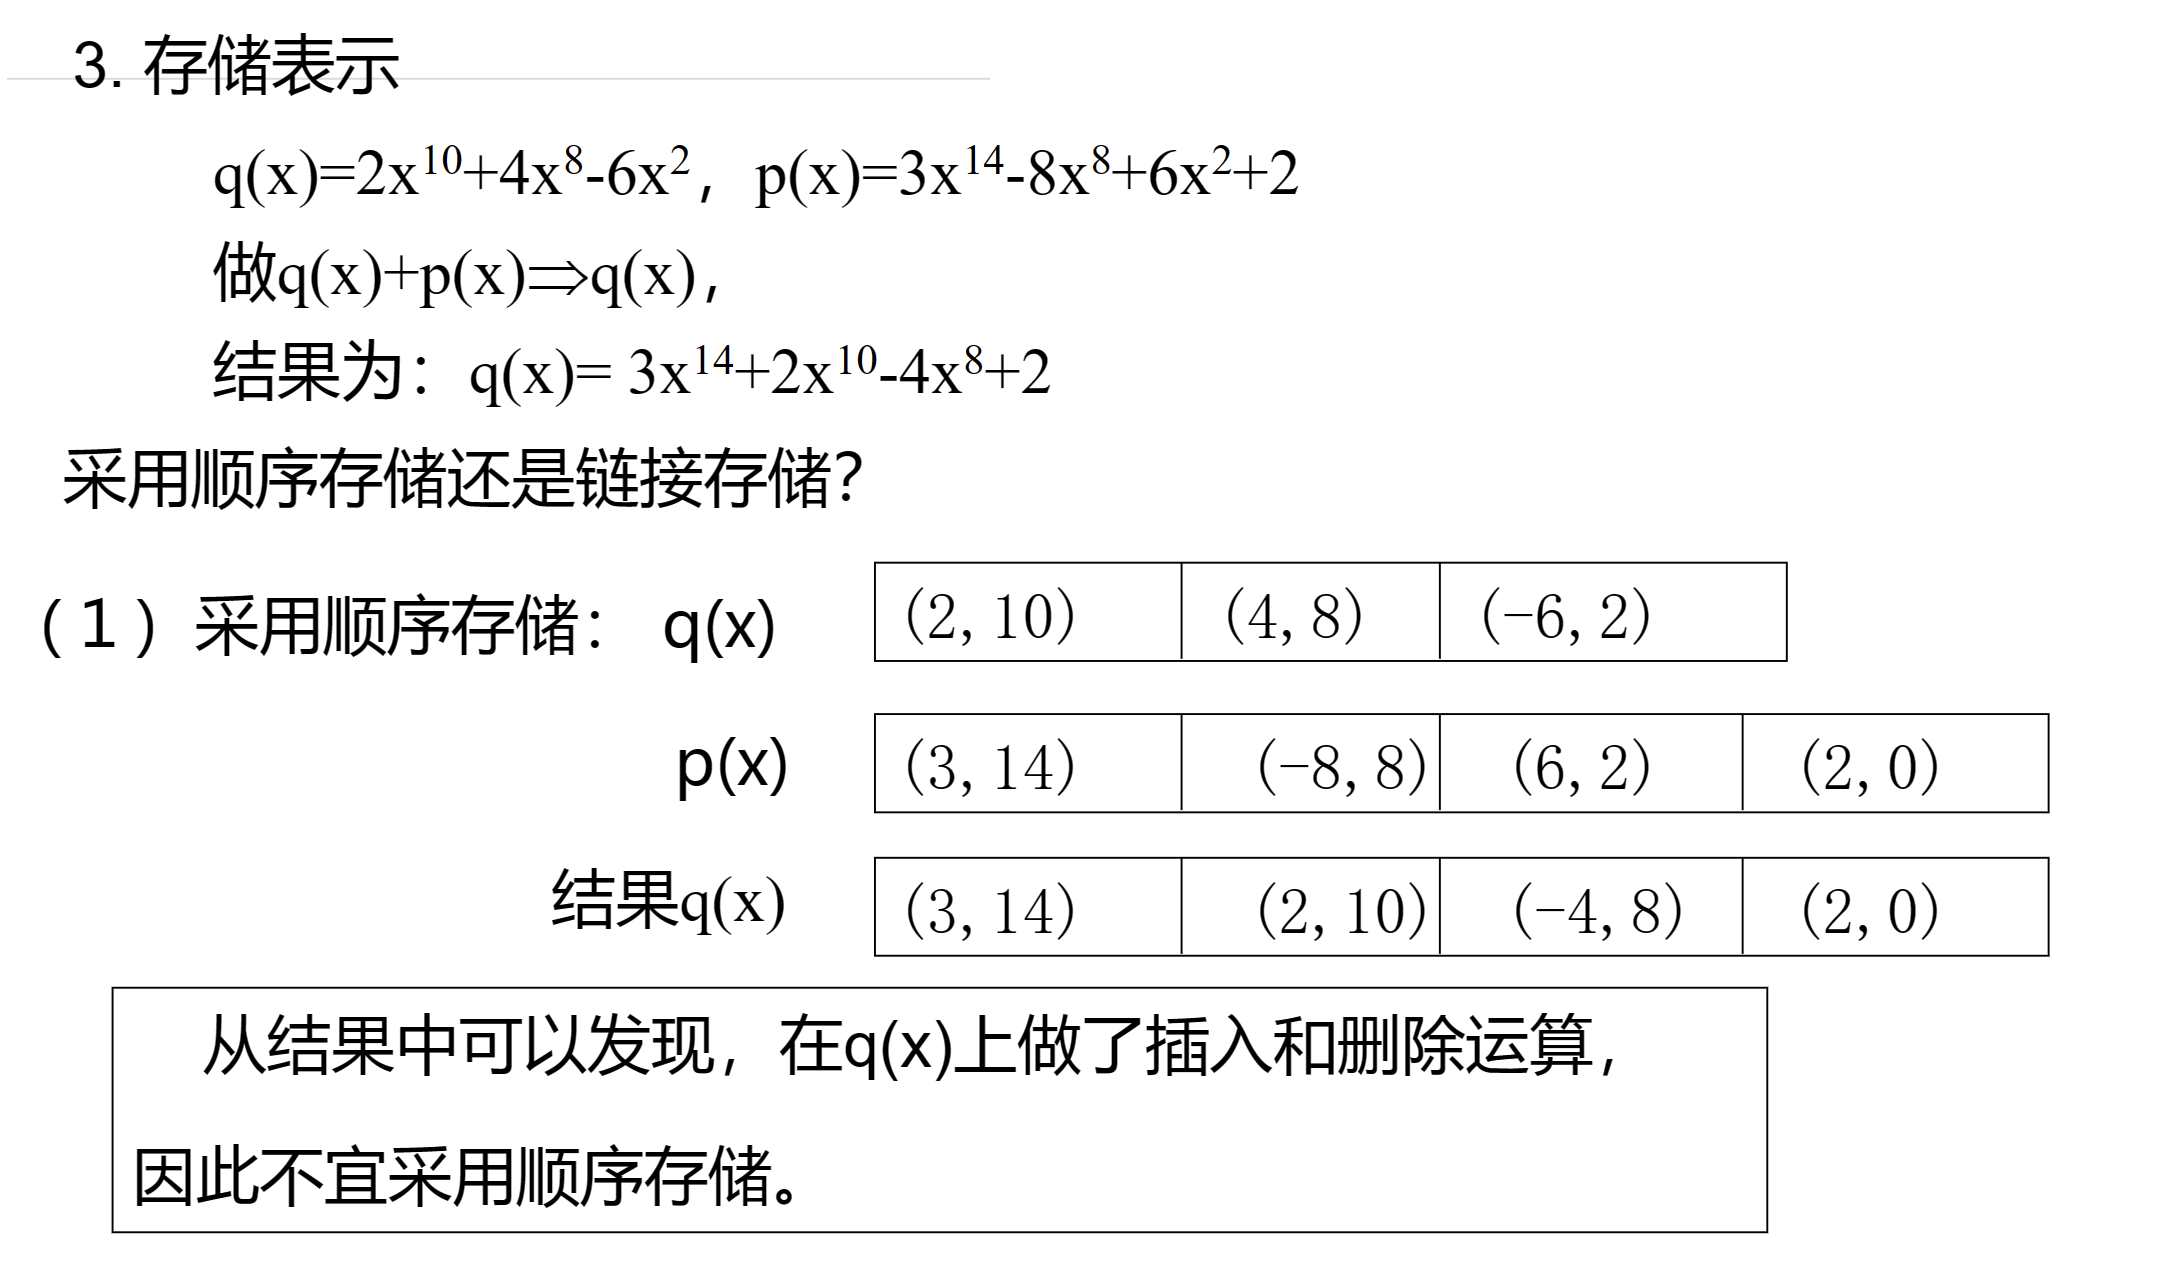 3. 存储表示
q(x)=2x¹⁰+4x⁸-6x²，p(x)=3x¹⁴-8x⁸+6x²+2
做q(x)+p(x)⇒q(x)，
结果为：q(x)= 3x¹⁴+2x¹⁰-4x⁸+2
采用顺序存储还是链接存储？
（1）采用顺序存储： q(x) (2, 10) (4, 8) (-6, 2)
p(x) (3, 14) (-8, 8) (6, 2) (2, 0)
结果q(x) (3, 14) (2, 10) (-4, 8) (2, 0)
从结果中可以发现，在q(x)上做了插入和删除运算，
因此不宜采用顺序存储。